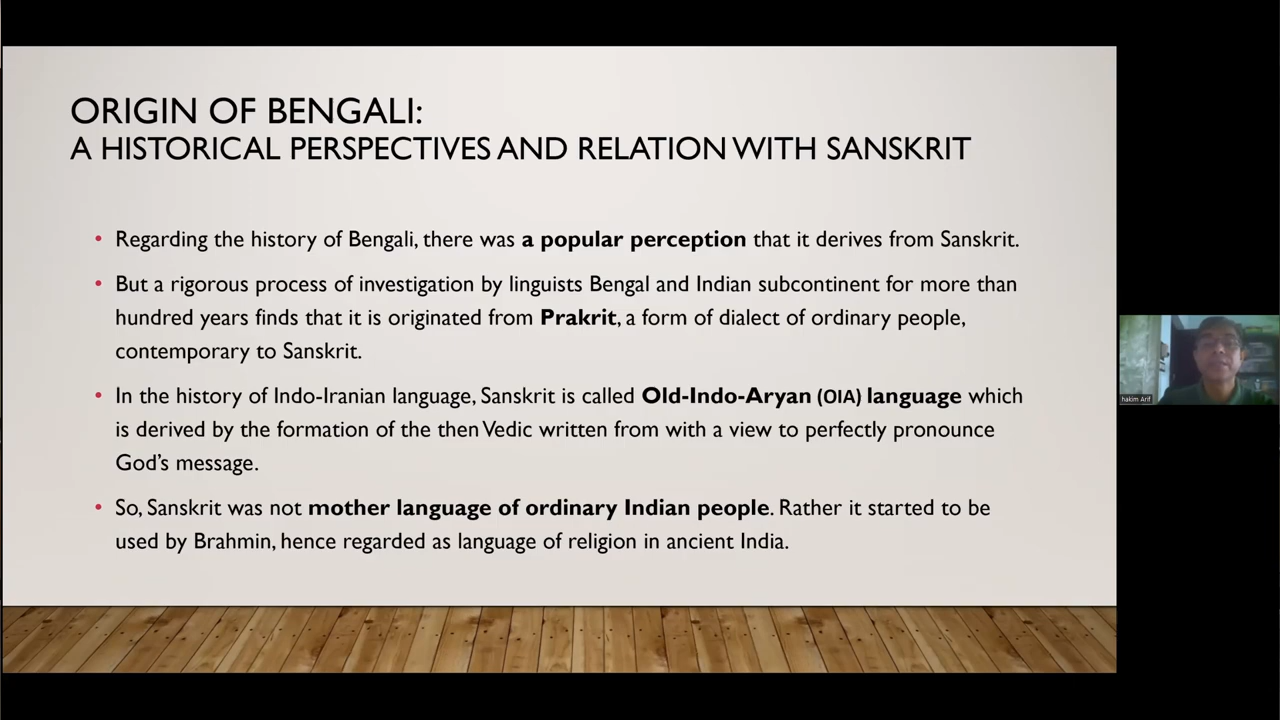 ORIGIN OF BENGALI:
A HISTORICAL PERSPECTIVES AND RELATION WITH SANSKRIT
• Regarding the history of Bengali, there was a popular perception that it derives from Sanskrit.
• But a rigorous process of investigation by linguists Bengal and Indian subcontinent for more than
hundred years finds that it is originated from Prakrit, a form of dialect of ordinary people,
contemporary to Sanskrit.
• In the history of Indo-Iranian language, Sanskrit is called Old-Indo-Aryan (OIA) language which
is derived by the formation of the then Vedic written from with a view to perfectly pronounce
God's message.
• So, Sanskrit was not mother language of ordinary Indian people. Rather it started to be
used by Brahmin, hence regarded as language of religion in ancient India.
hakim Arif